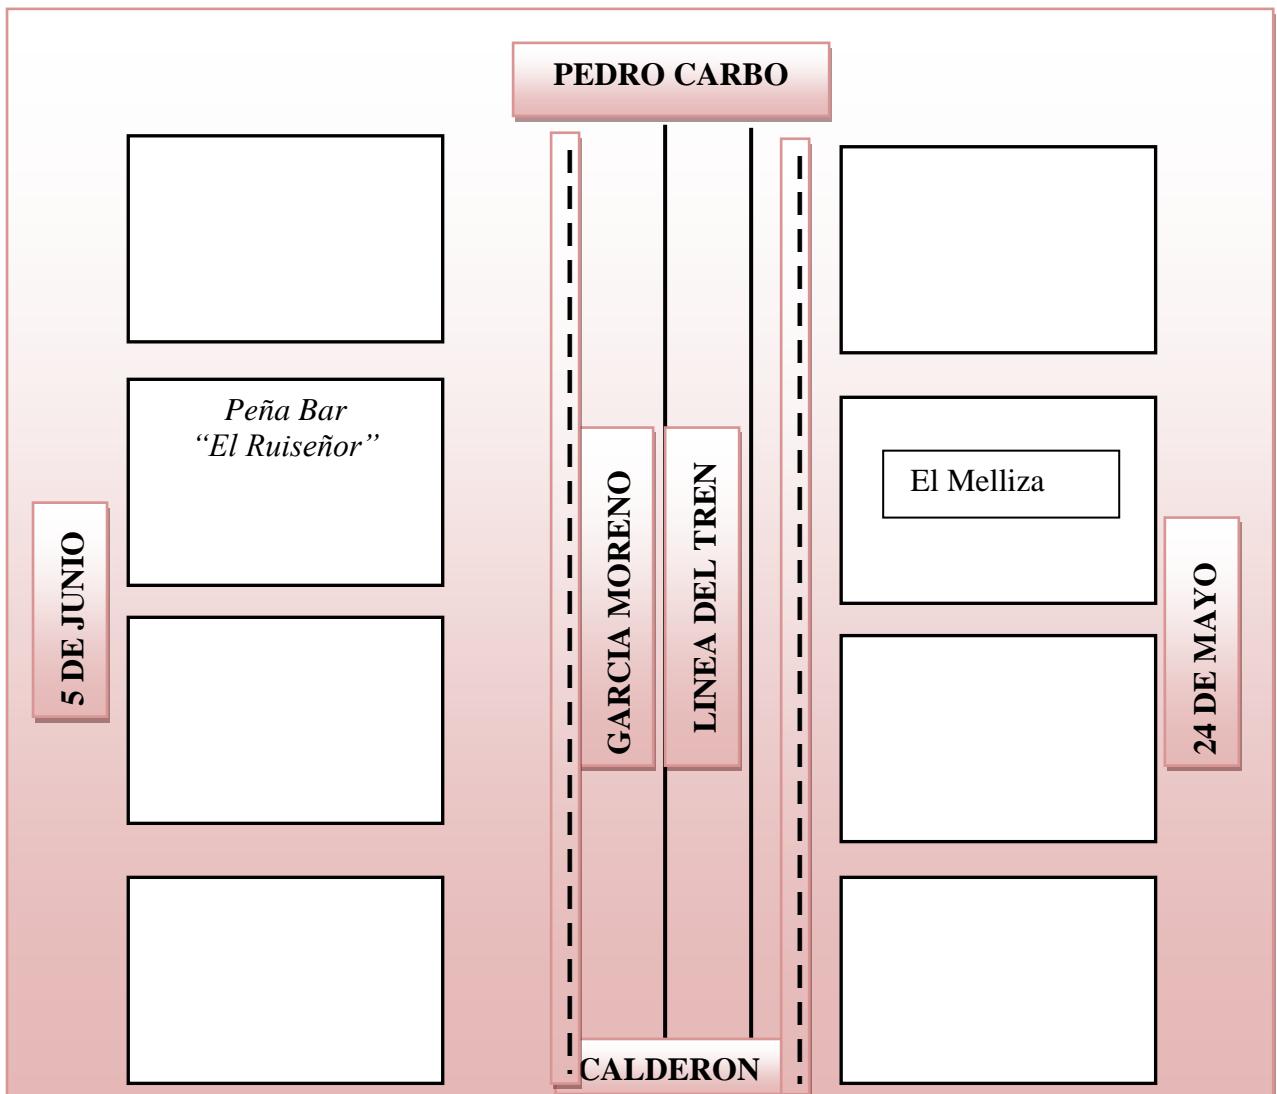 PEDRO CARBO
Peña Bar
“El Ruiseñor”
El Melliza
5 DE JUNIO
GARCIA MORENO
LINEA DEL TREN
24 DE MAYO
CALDERON